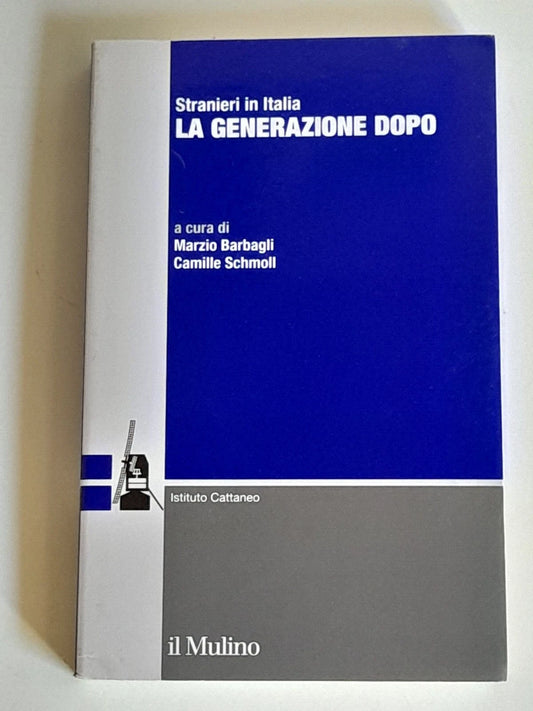 Stranieri in Italia
LA GENERAZIONE DOPO
a cura di
Marzio Barbagli
Camille Schmoll
Istituto Cattaneo
il Mulino